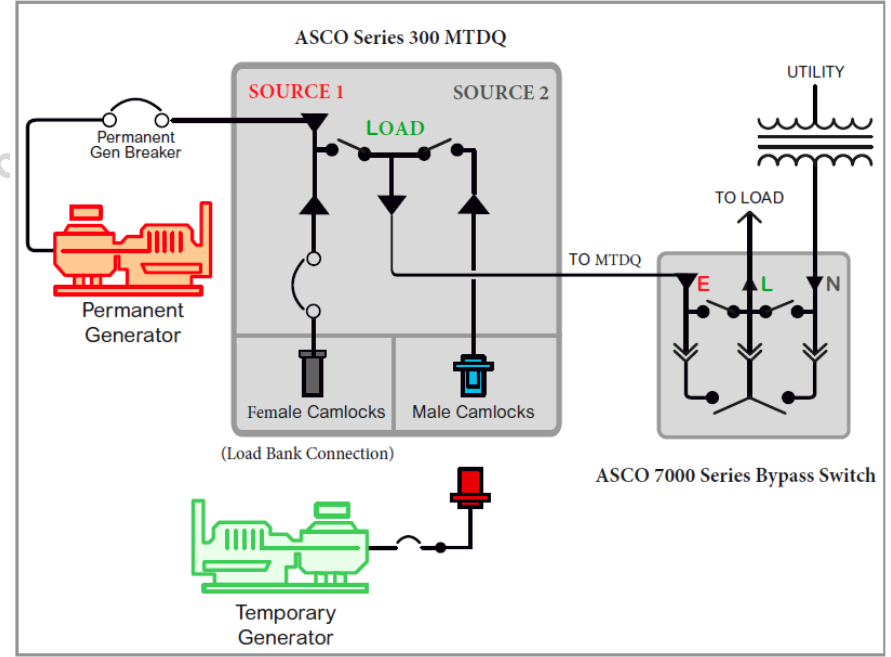 ASCO Series 300 MTDQ
UTILITY
SOURCE 1
SOURCE 2
LOAD
Permanent
Gen Breaker
TO LOAD
TO MTDQ
E
L
N
Permanent
Generator
Female Camlocks
Male Camlocks
(Load Bank Connection)
ASCO 7000 Series Bypass Switch
Temporary
Generator